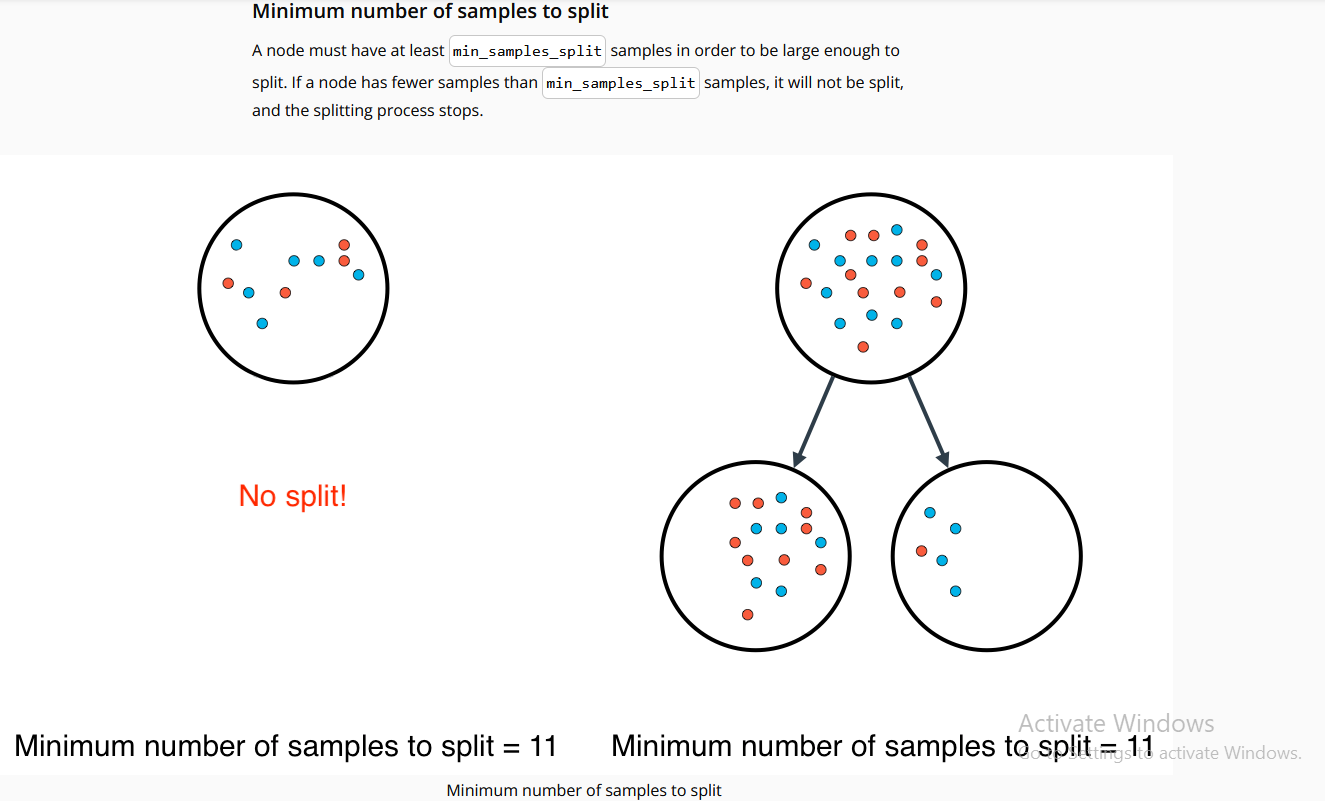 Minimum number of samples to split
A node must have at least min_samples_split samples in order to be large enough to
split. If a node has fewer samples than min_samples_split samples, it will not be split,
and the splitting process stops.
No split!
Minimum number of samples to split = 11
Minimum number of samples to split = 11
Activate Windows
Go to Settings to activate Windows.
Minimum number of samples to split